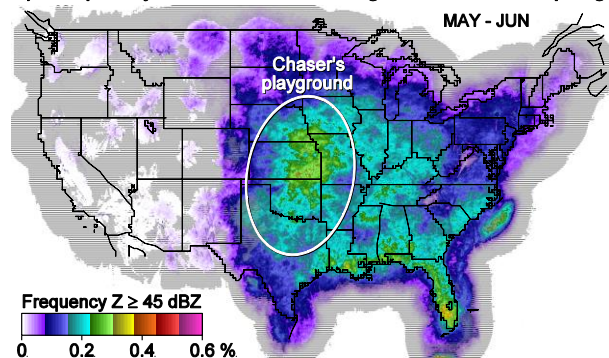 MAY - JUN
Chaser's
playground
Frequency Z ≥ 45 dBZ
0. 0.2 0.4 0.6 %